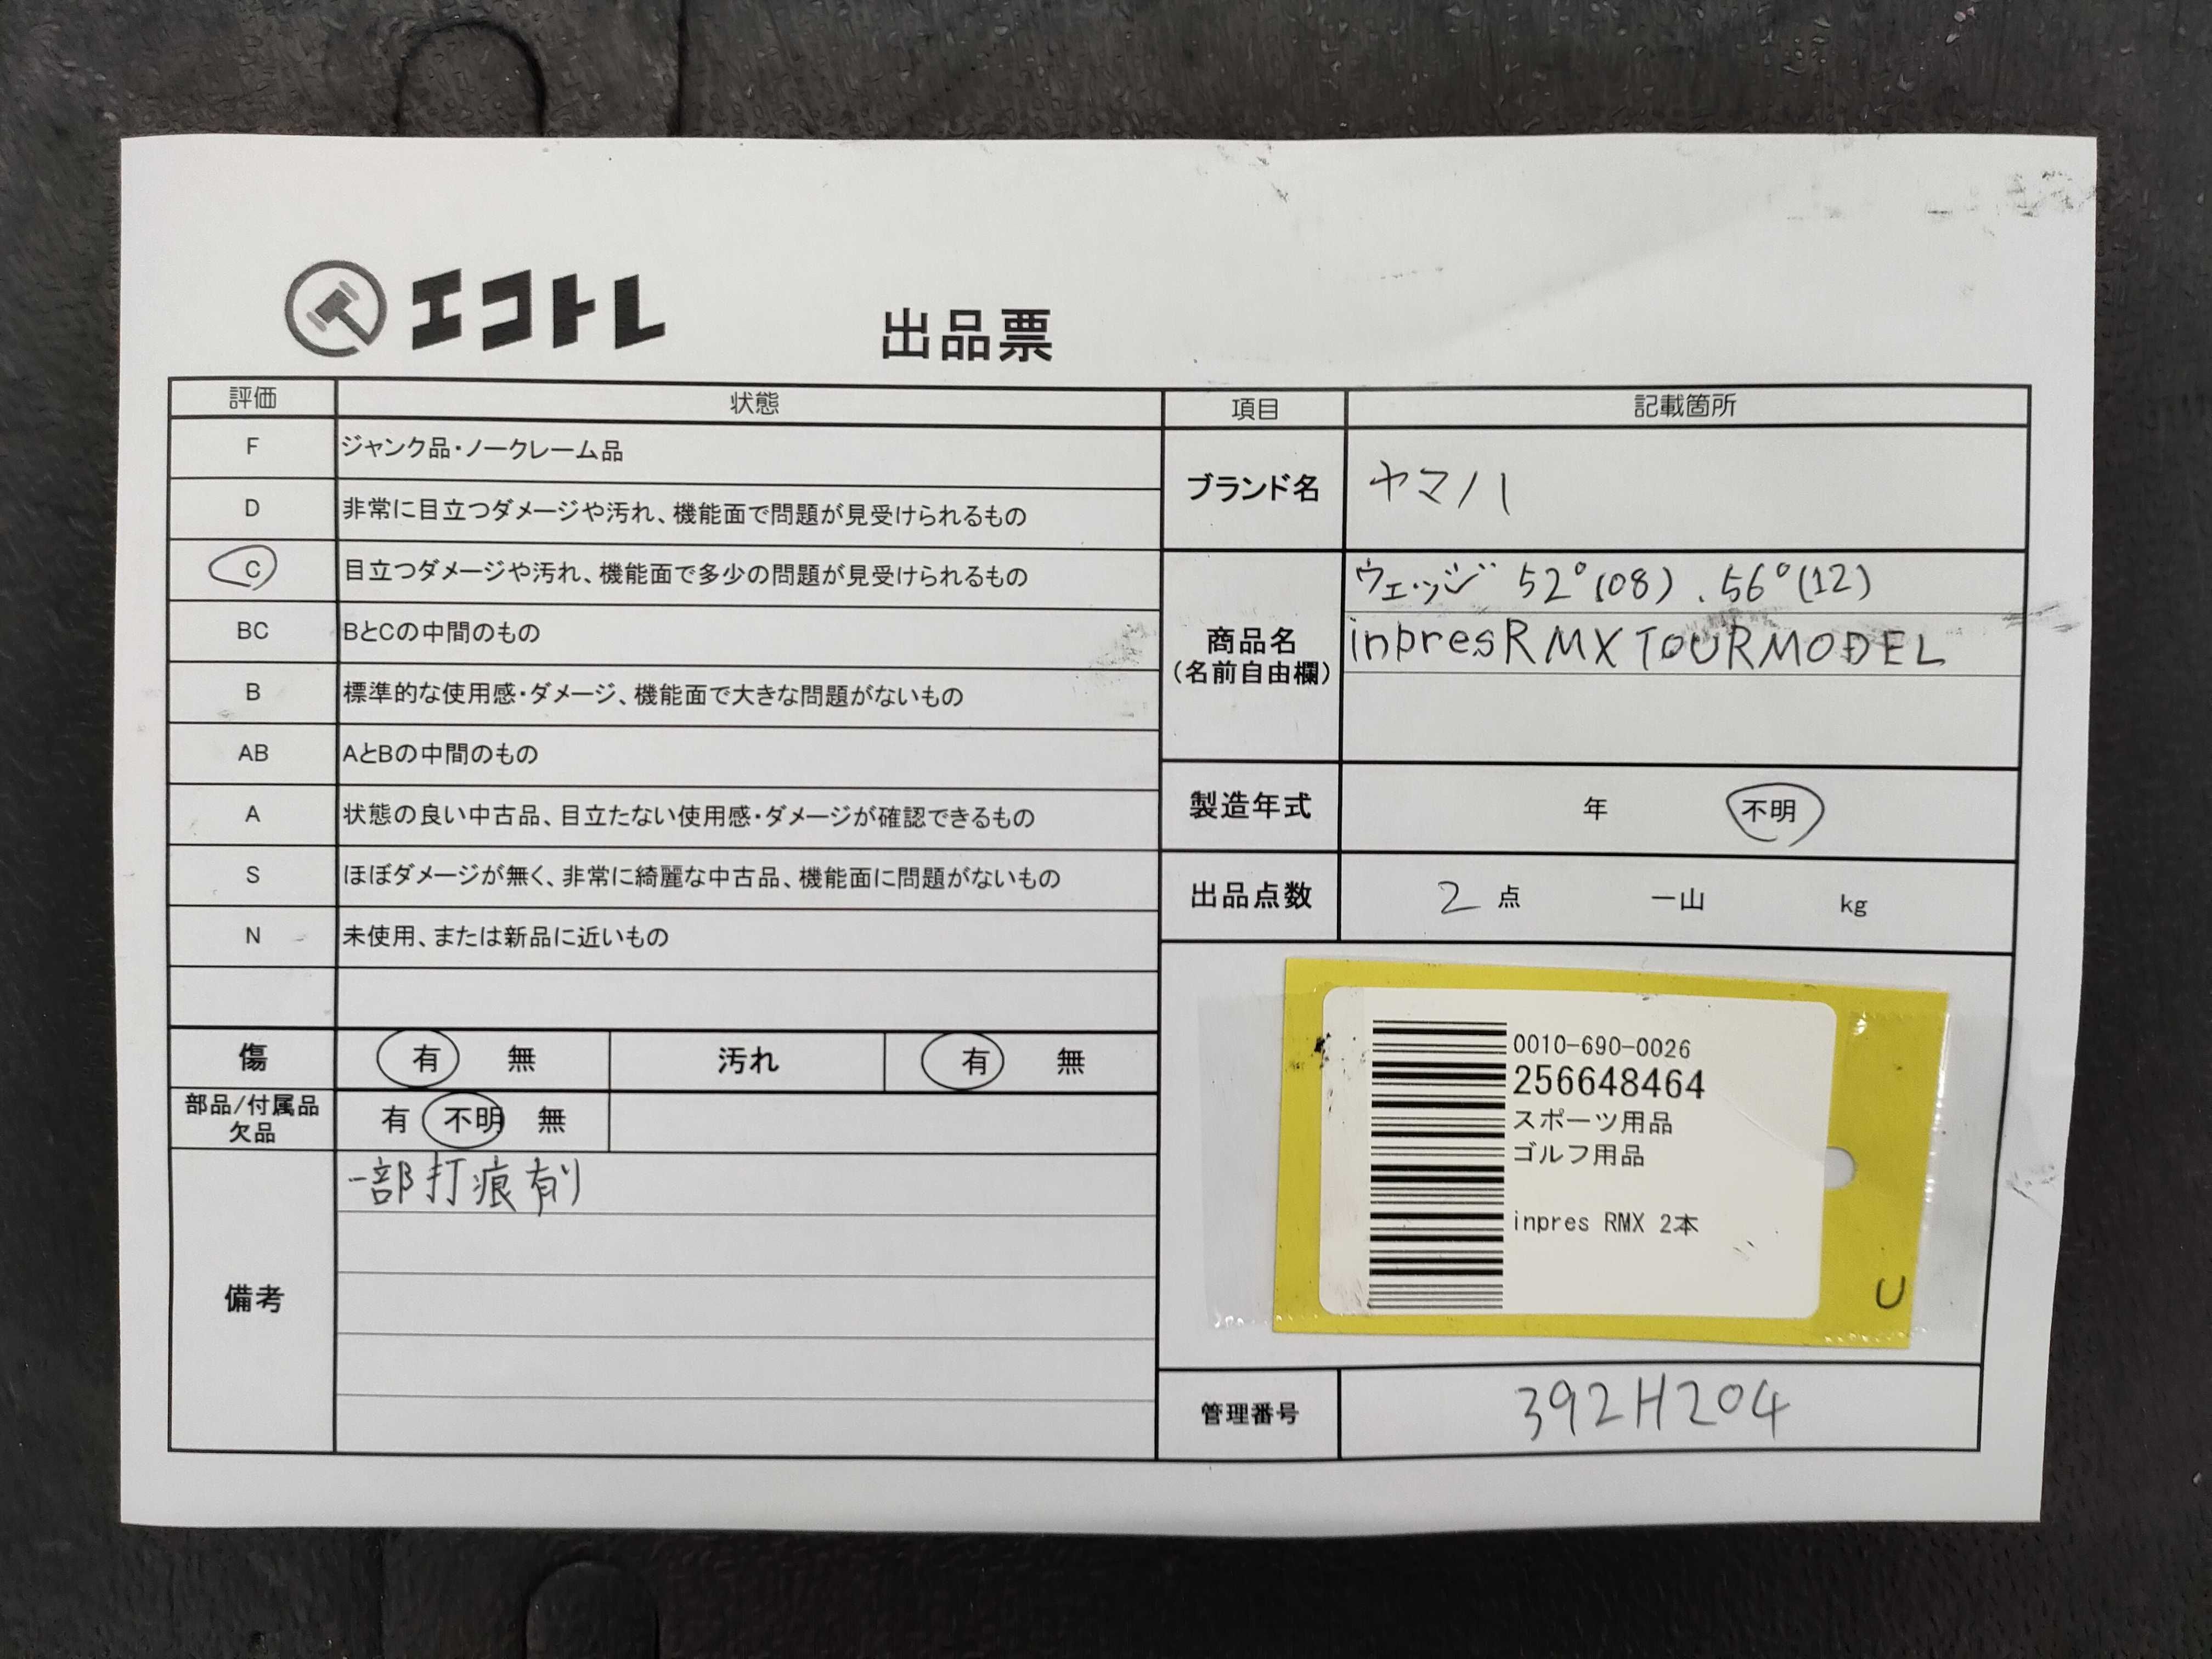 エコトレ
出品票
評価 状態
F ジャンク品・ノークレーム品
D 非常に目立つダメージや汚れ、機能面で問題が見受けられるもの
C 目立つダメージや汚れ、機能面で多少の問題が見受けられるもの
BC BとCの中間のもの
B 標準的な使用感・ダメージ、機能面で大きな問題がないもの
AB AとBの中間のもの
A 状態の良い中古品、目立たない使用感・ダメージが確認できるもの
S ほぼダメージが無く、非常に綺麗な中古品、機能面に問題がないもの
N 未使用、または新品に近いもの
傷 有 無 汚れ 有 無
部品/付属品
欠品
有 不明 無
備考
一部打痕有り
項目 記載箇所
ブランド名 ヤマハ
商品名
(名前自由欄)
ウェッジ 52°(08). 56°(12)
inpresRMX TOURMODEL
製造年式 年 不明
出品点数 2 点 一山 kg
0010-690-0026
256648464
スポーツ用品
ゴルフ用品
inpres RMX 2本
U
管理番号 392H204